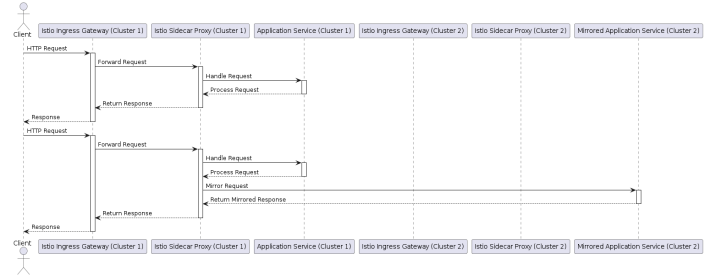 Client
Istio Ingress Gateway (Cluster 1)
Istio Sidecar Proxy (Cluster 1)
Application Service (Cluster 1)
Istio Ingress Gateway (Cluster 2)
Istio Sidecar Proxy (Cluster 2)
Mirrored Application Service (Cluster 2)
HTTP Request
Forward Request
Handle Request
Process Request
Return Response
Response
HTTP Request
Forward Request
Handle Request
Process Request
Mirror Request
Return Mirrored Response
Return Response
Response
Client
Istio Ingress Gateway (Cluster 1)
Istio Sidecar Proxy (Cluster 1)
Application Service (Cluster 1)
Istio Ingress Gateway (Cluster 2)
Istio Sidecar Proxy (Cluster 2)
Mirrored Application Service (Cluster 2)